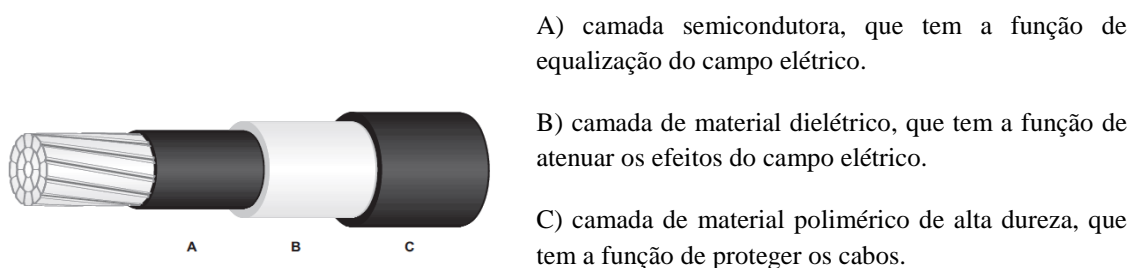 A) camada semicondutora, que tem a função de
equalização do campo elétrico.
B) camada de material dielétrico, que tem a função de
atenuar os efeitos do campo elétrico.
C) camada de material polimérico de alta dureza, que
tem a função de proteger os cabos.
A B C